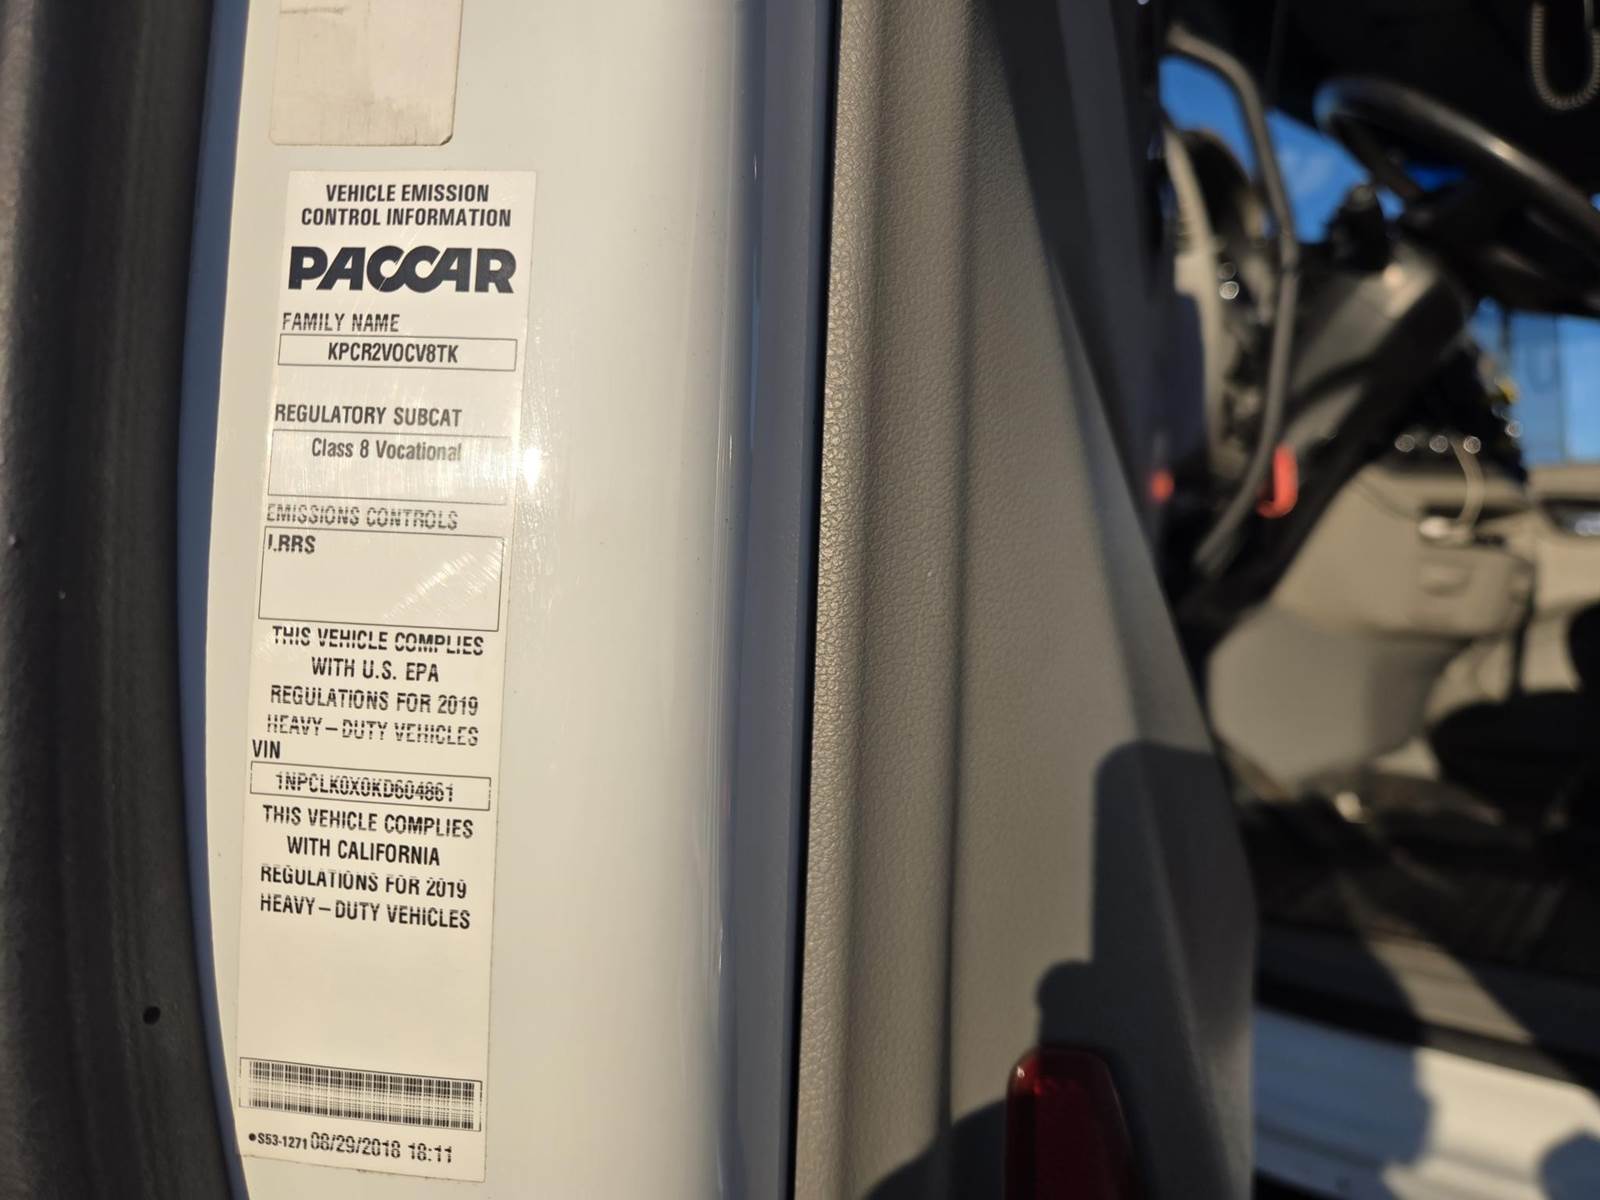 VEHICLE EMISSION
CONTROL INFORMATION
PACCAR
FAMILY NAME
KPCR2VOCV8TK
REGULATORY SUBCAT
Class 8 Vocational
EMISSIONS CONTROLS
LRRS
THIS VEHICLE COMPLIES
WITH U.S. EPA
REGULATIONS FOR 2019
HEAVY-DUTY VEHICLES
VIN
1NPCLK0X0KD604861
THIS VEHICLE COMPLIES
WITH CALIFORNIA
REGULATIONS FOR 2019
HEAVY-DUTY VEHICLES
●S53-1271 08/29/2018 18:11